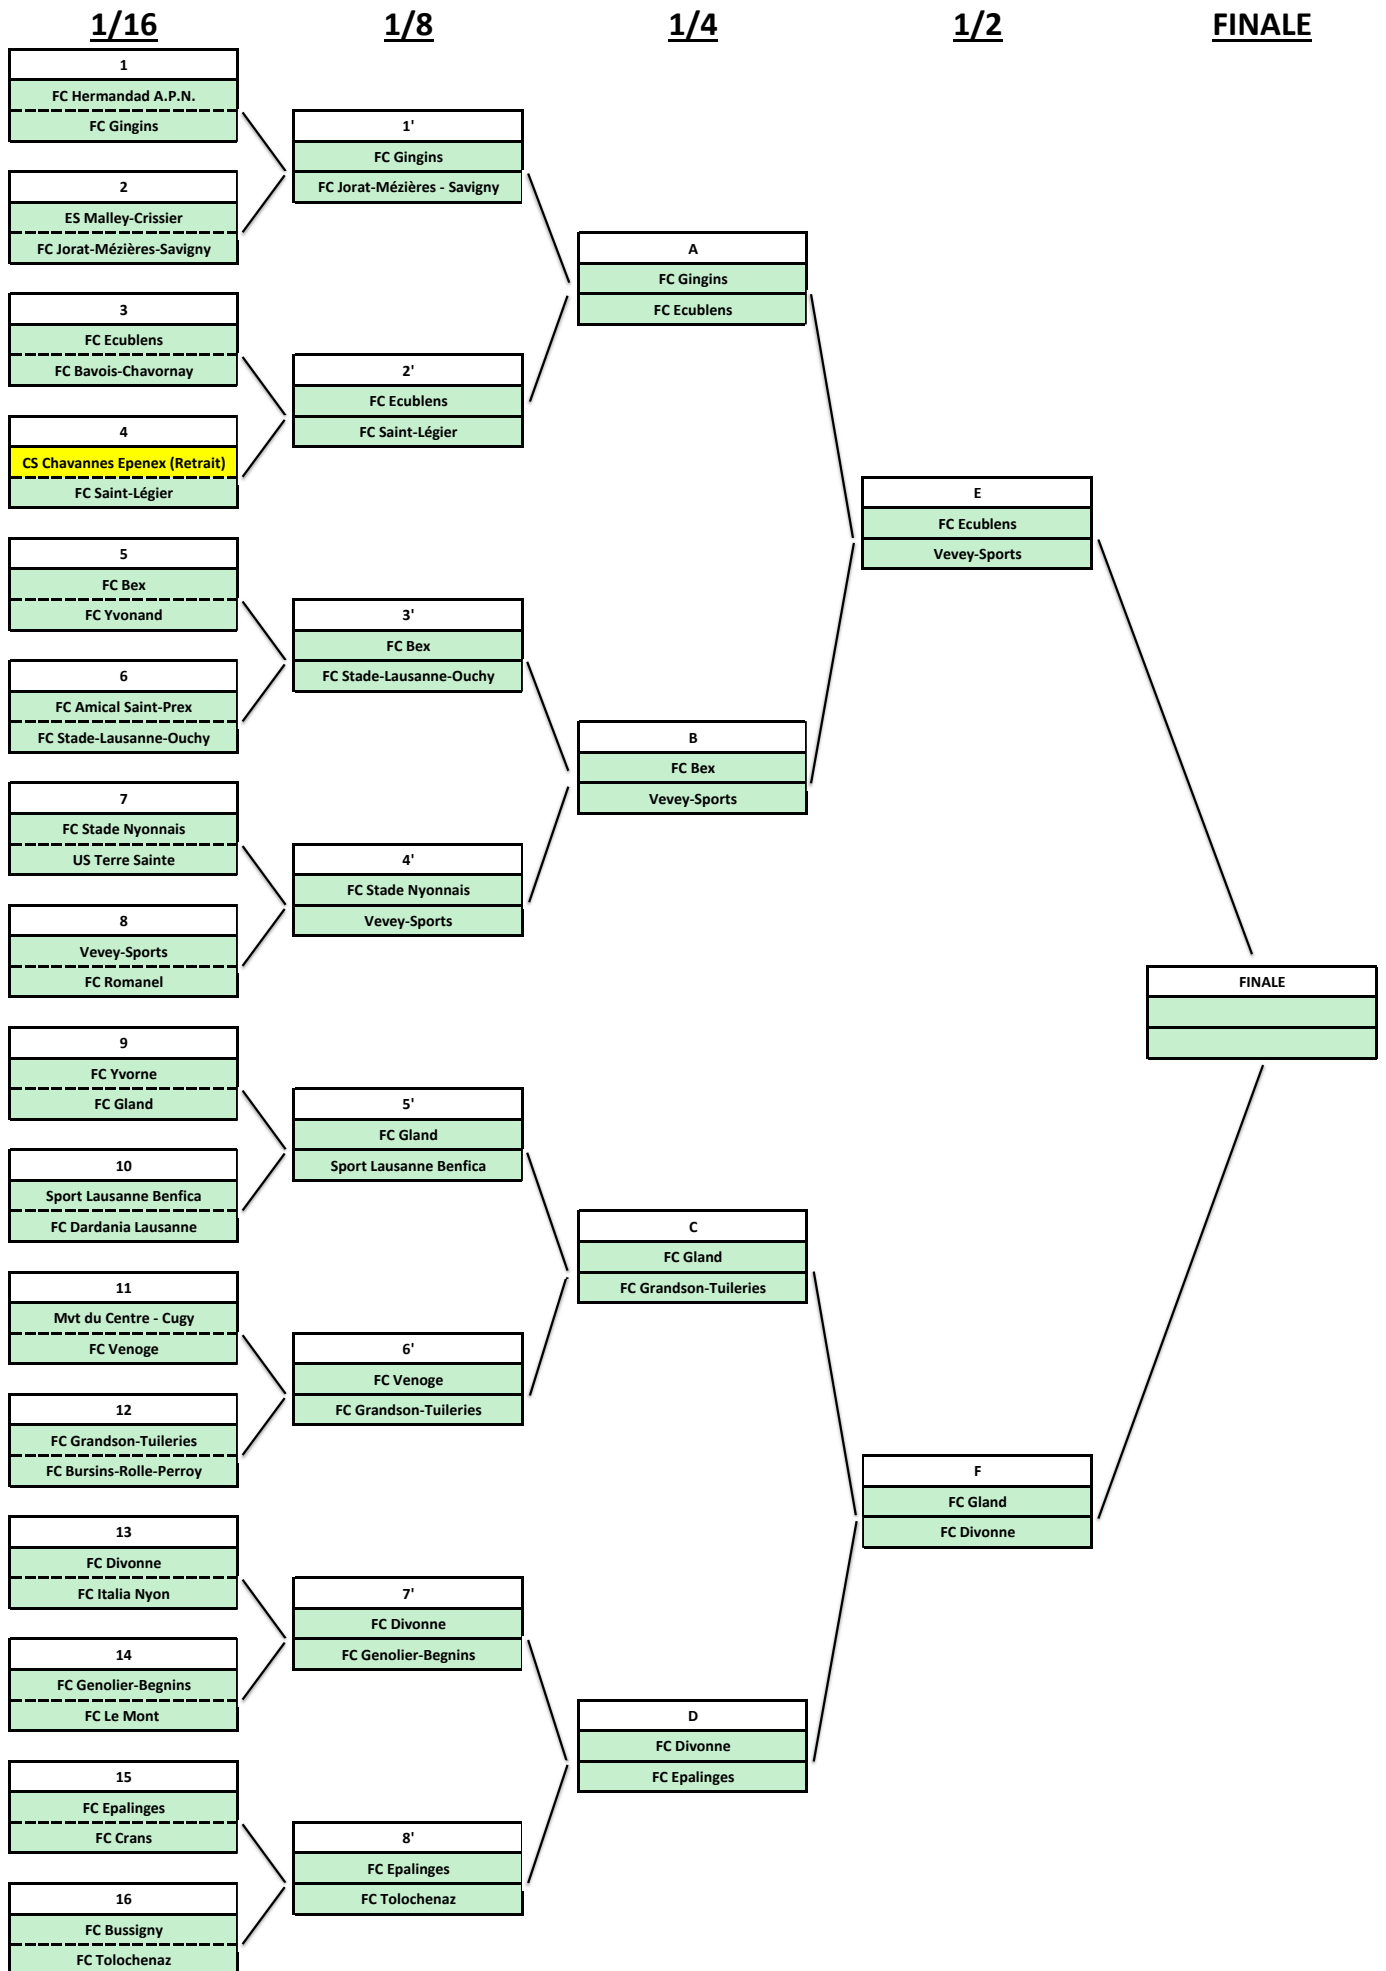 1/16
1/8
1/4
1/2
FINALE
1
FC Hermandad A.P.N.
FC Gingins
2
ES Malley-Crissier
FC Jorat-Mézières-Savigny
3
FC Ecublens
FC Bavois-Chavornay
4
CS Chavannes Epenex (Retrait)
FC Saint-Légier
5
FC Bex
FC Yvonand
6
FC Amical Saint-Prex
FC Stade-Lausanne-Ouchy
7
FC Stade Nyonnais
US Terre Sainte
8
Vevey-Sports
FC Romanel
9
FC Yvorne
FC Gland
10
Sport Lausanne Benfica
FC Dardania Lausanne
11
Mvt du Centre - Cugy
FC Venoge
12
FC Grandson-Tuileries
FC Bursins-Rolle-Perroy
13
FC Divonne
FC Italia Nyon
14
FC Genolier-Begnins
FC Le Mont
15
FC Epalinges
FC Crans
16
FC Bussigny
FC Tolochenaz
1'
FC Gingins
FC Jorat-Mézières - Savigny
2'
FC Ecublens
FC Saint-Légier
3'
FC Bex
FC Stade-Lausanne-Ouchy
4'
FC Stade Nyonnais
Vevey-Sports
5'
FC Gland
Sport Lausanne Benfica
6'
FC Venoge
FC Grandson-Tuileries
7'
FC Divonne
FC Genolier-Begnins
8'
FC Epalinges
FC Tolochenaz
A
FC Gingins
FC Ecublens
B
FC Bex
Vevey-Sports
C
FC Gland
FC Grandson-Tuileries
D
FC Divonne
FC Epalinges
E
FC Ecublens
Vevey-Sports
F
FC Gland
FC Divonne
FINALE